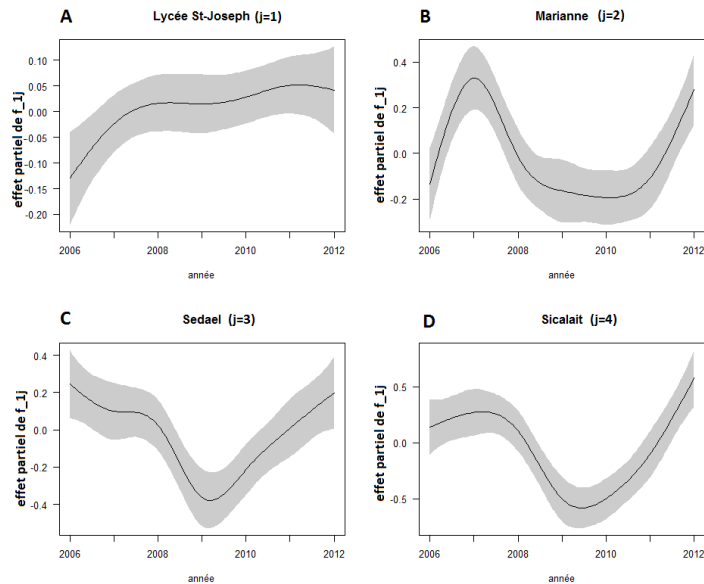 A
Lycée St-Joseph (j=1)
effet partiel de f_1j
0.10
0.05
0.00
-0.05
-0.10
-0.15
-0.20
2006
2008
2010
2012
année
B
Marianne (j=2)
effet partiel de f_1j
0.4
0.2
0.0
-0.2
2006
2008
2010
2012
année
C
Sedael (j=3)
effet partiel de f_1j
0.4
0.2
0.0
-0.2
-0.4
2006
2008
2010
2012
année
D
Sicalait (j=4)
effet partiel de f_1j
0.5
0.0
-0.5
2006
2008
2010
2012
année